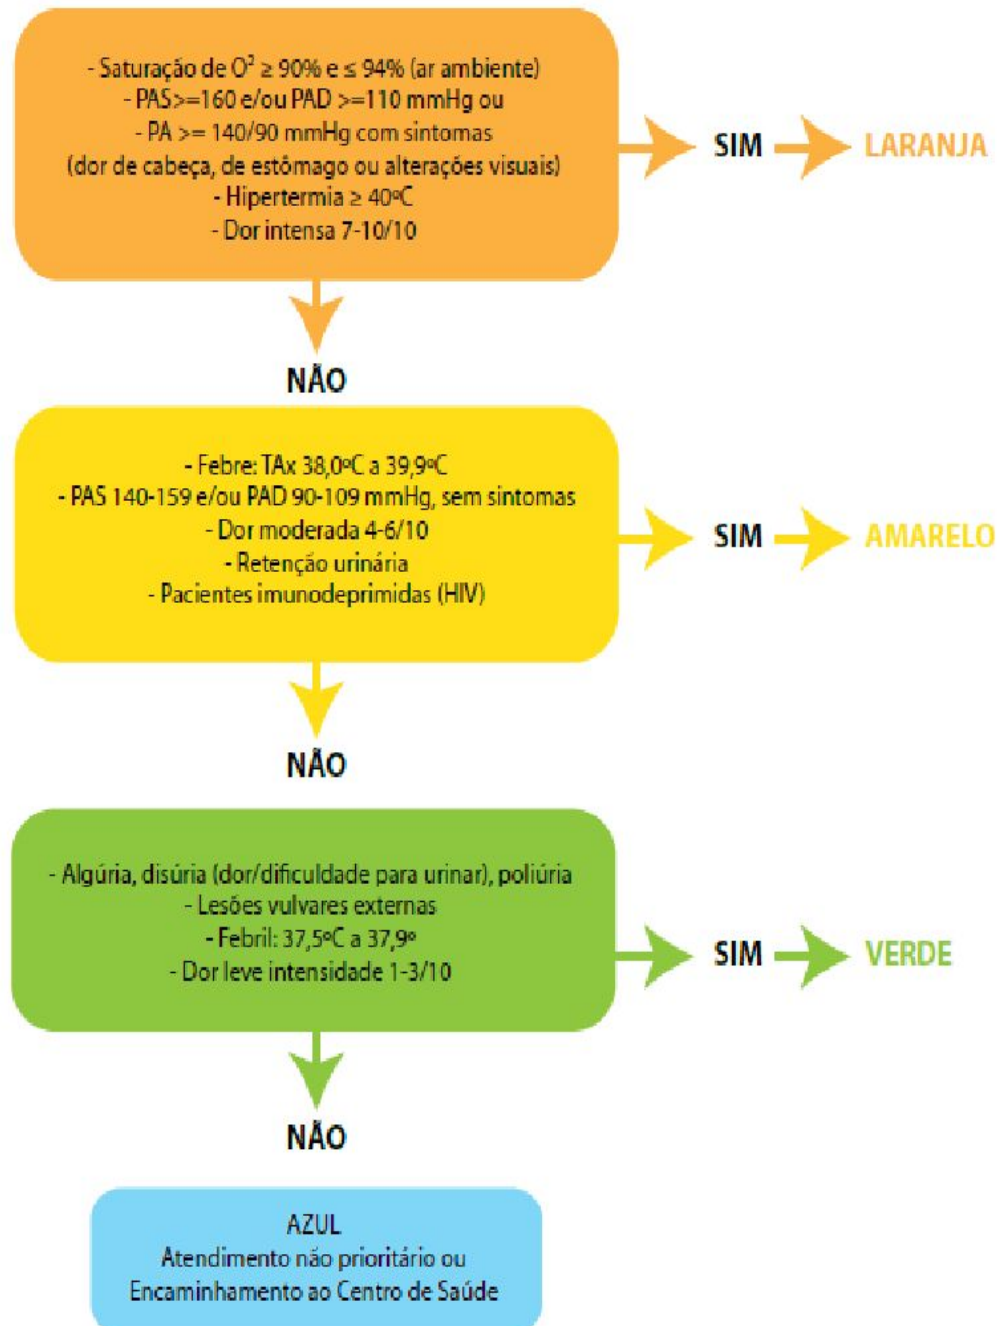 - Saturação de O² ≥ 90% e ≤ 94% (ar ambiente)
- PAS>=160 e/ou PAD >=110 mmHg ou
- PA >= 140/90 mmHg com sintomas
(dor de cabeça, de estômago ou alterações visuais)
- Hipertermia ≥ 40ºC
- Dor intensa 7-10/10
SIM
LARANJA
NÃO
- Febre: TAx 38,0ºC a 39,9ºC
- PAS 140-159 e/ou PAD 90-109 mmHg, sem sintomas
- Dor moderada 4-6/10
- Retenção urinária
- Pacientes imunodeprimidas (HIV)
SIM
AMARELO
NÃO
- Algúria, disúria (dor/dificuldade para urinar), poliúria
- Lesões vulvares externas
- Febril: 37,5ºC a 37,9º
- Dor leve intensidade 1-3/10
SIM
VERDE
NÃO
AZUL
Atendimento não prioritário ou
Encaminhamento ao Centro de Saúde